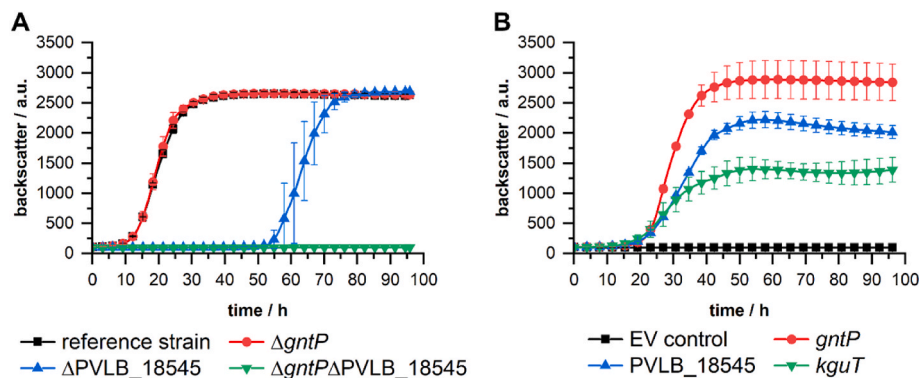 A
backscatter / a.u.
3500
3000
2500
2000
1500
1000
500
0
0 10 20 30 40 50 60 70 80 90 100
time / h
reference strain ΔgntP
ΔPVLB_18545 ΔgntPΔPVLB_18545
B
backscatter / a.u.
3500
3000
2500
2000
1500
1000
500
0
0 10 20 30 40 50 60 70 80 90 100
time / h
EV control gntP
PVLB_18545 kguT